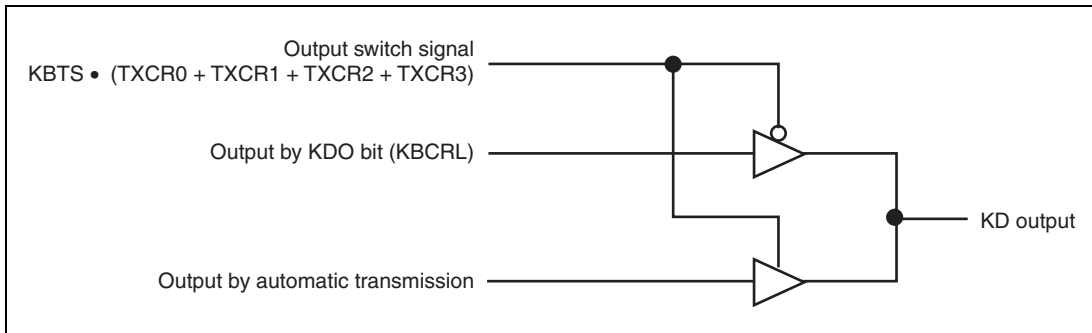 Output switch signal
KBTS • (TXCR0 + TXCR1 + TXCR2 + TXCR3)
Output by KDO bit (KBCRL)
KD output
Output by automatic transmission